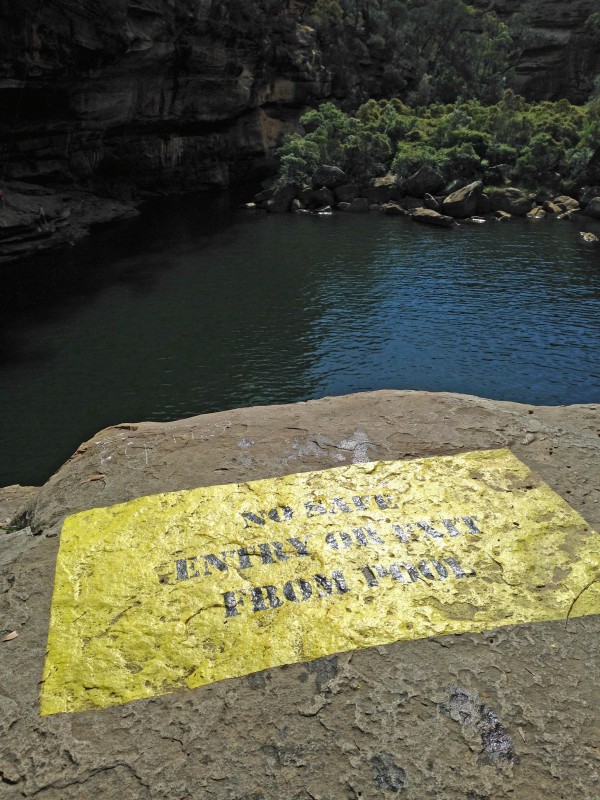 NO SAFE
ENTRY OR EXIT
FROM POOL